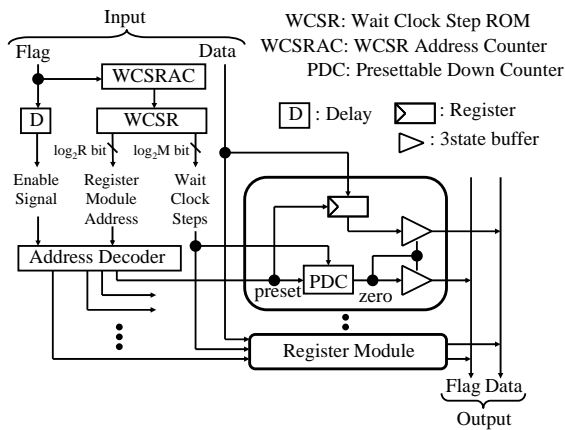 Input
WCSR: Wait Clock Step ROM
WCSRAC: WCSR Address Counter
PDC: Presettable Down Counter
Flag
Data
WCSRAC
D
WCSR
D : Delay
: Register
: 3state buffer
log2R bit
log2M bit
Enable
Signal
Register
Module
Address
Wait
Clock
Steps
Address Decoder
preset
PDC
zero
Register Module
Flag Data
Output